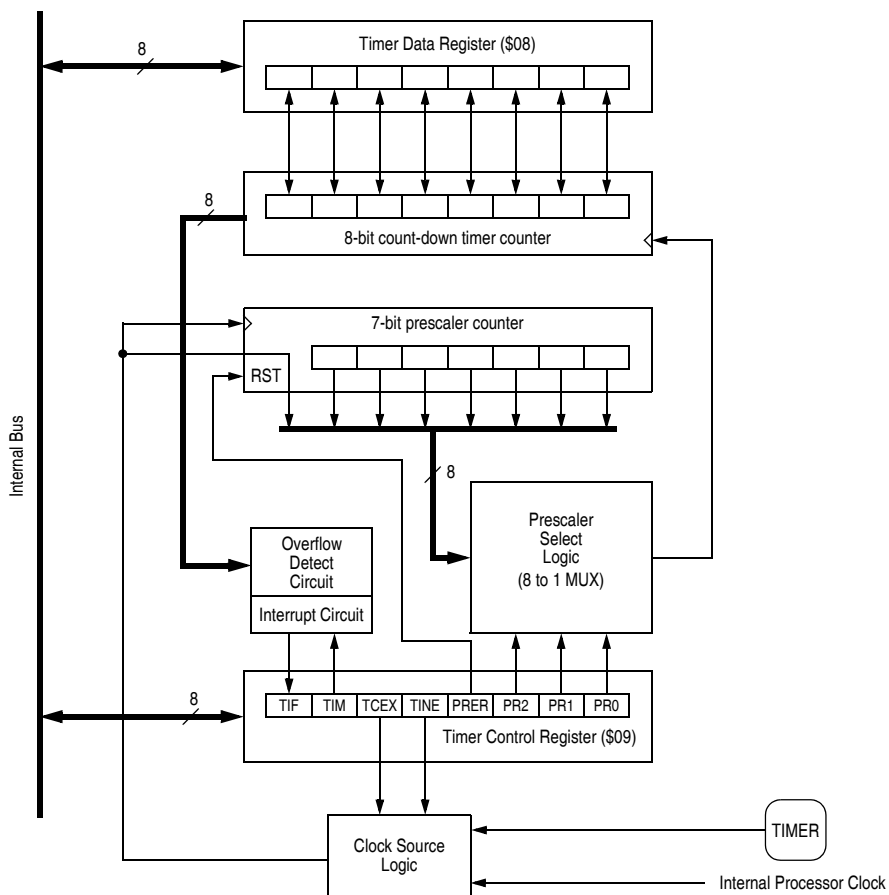 Timer Data Register ($08)
8
8
8-bit count-down timer counter
7-bit prescaler counter
RST
Internal Bus
8
Prescaler
Select
Logic
(8 to 1 MUX)
Overflow
Detect
Circuit
Interrupt Circuit
8
TIF TIM TCEX TINE PRER PR2 PR1 PR0
Timer Control Register ($09)
Clock Source
Logic
TIMER
Internal Processor Clock